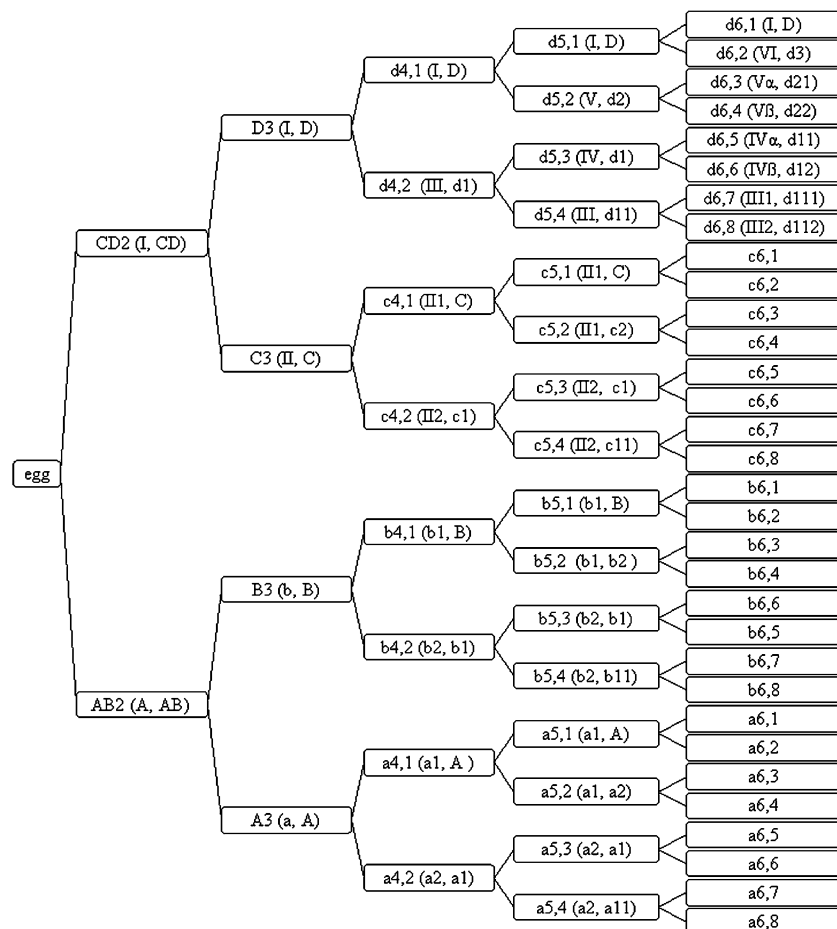 egg
CD2 (I, CD)
AB2 (A, AB)
D3 (I, D)
C3 (II, C)
B3 (b, B)
A3 (a, A)
d4,1 (I, D)
d4,2 (III, d1)
c4,1 (II1, C)
c4,2 (II2, c1)
b4,1 (b1, B)
b4,2 (b2, b1)
a4,1 (a1, A )
a4,2 (a2, a1)
d5,1 (I, D)
d5,2 (V, d2)
d5,3 (IV, d1)
d5,4 (III, d11)
c5,1 (II1, C)
c5,2 (II1, c2)
c5,3 (II2, c1)
c5,4 (II2, c11)
b5,1 (b1, B)
b5,2 (b1, b2 )
b5,3 (b2, b1)
b5,4 (b2, b11)
a5,1 (a1, A)
a5,2 (a1, a2)
a5,3 (a2, a1)
a5,4 (a2, a11)
d6,1 (I, D)
d6,2 (VI, d3)
d6,3 (Vα, d21)
d6,4 (Vß, d22)
d6,5 (IVα, d11)
d6,6 (IVß, d12)
d6,7 (III1, d111)
d6,8 (III2, d112)
c6,1
c6,2
c6,3
c6,4
c6,5
c6,6
c6,7
c6,8
b6,1
b6,2
b6,3
b6,4
b6,6
b6,5
b6,7
b6,8
a6,1
a6,2
a6,3
a6,4
a6,5
a6,6
a6,7
a6,8